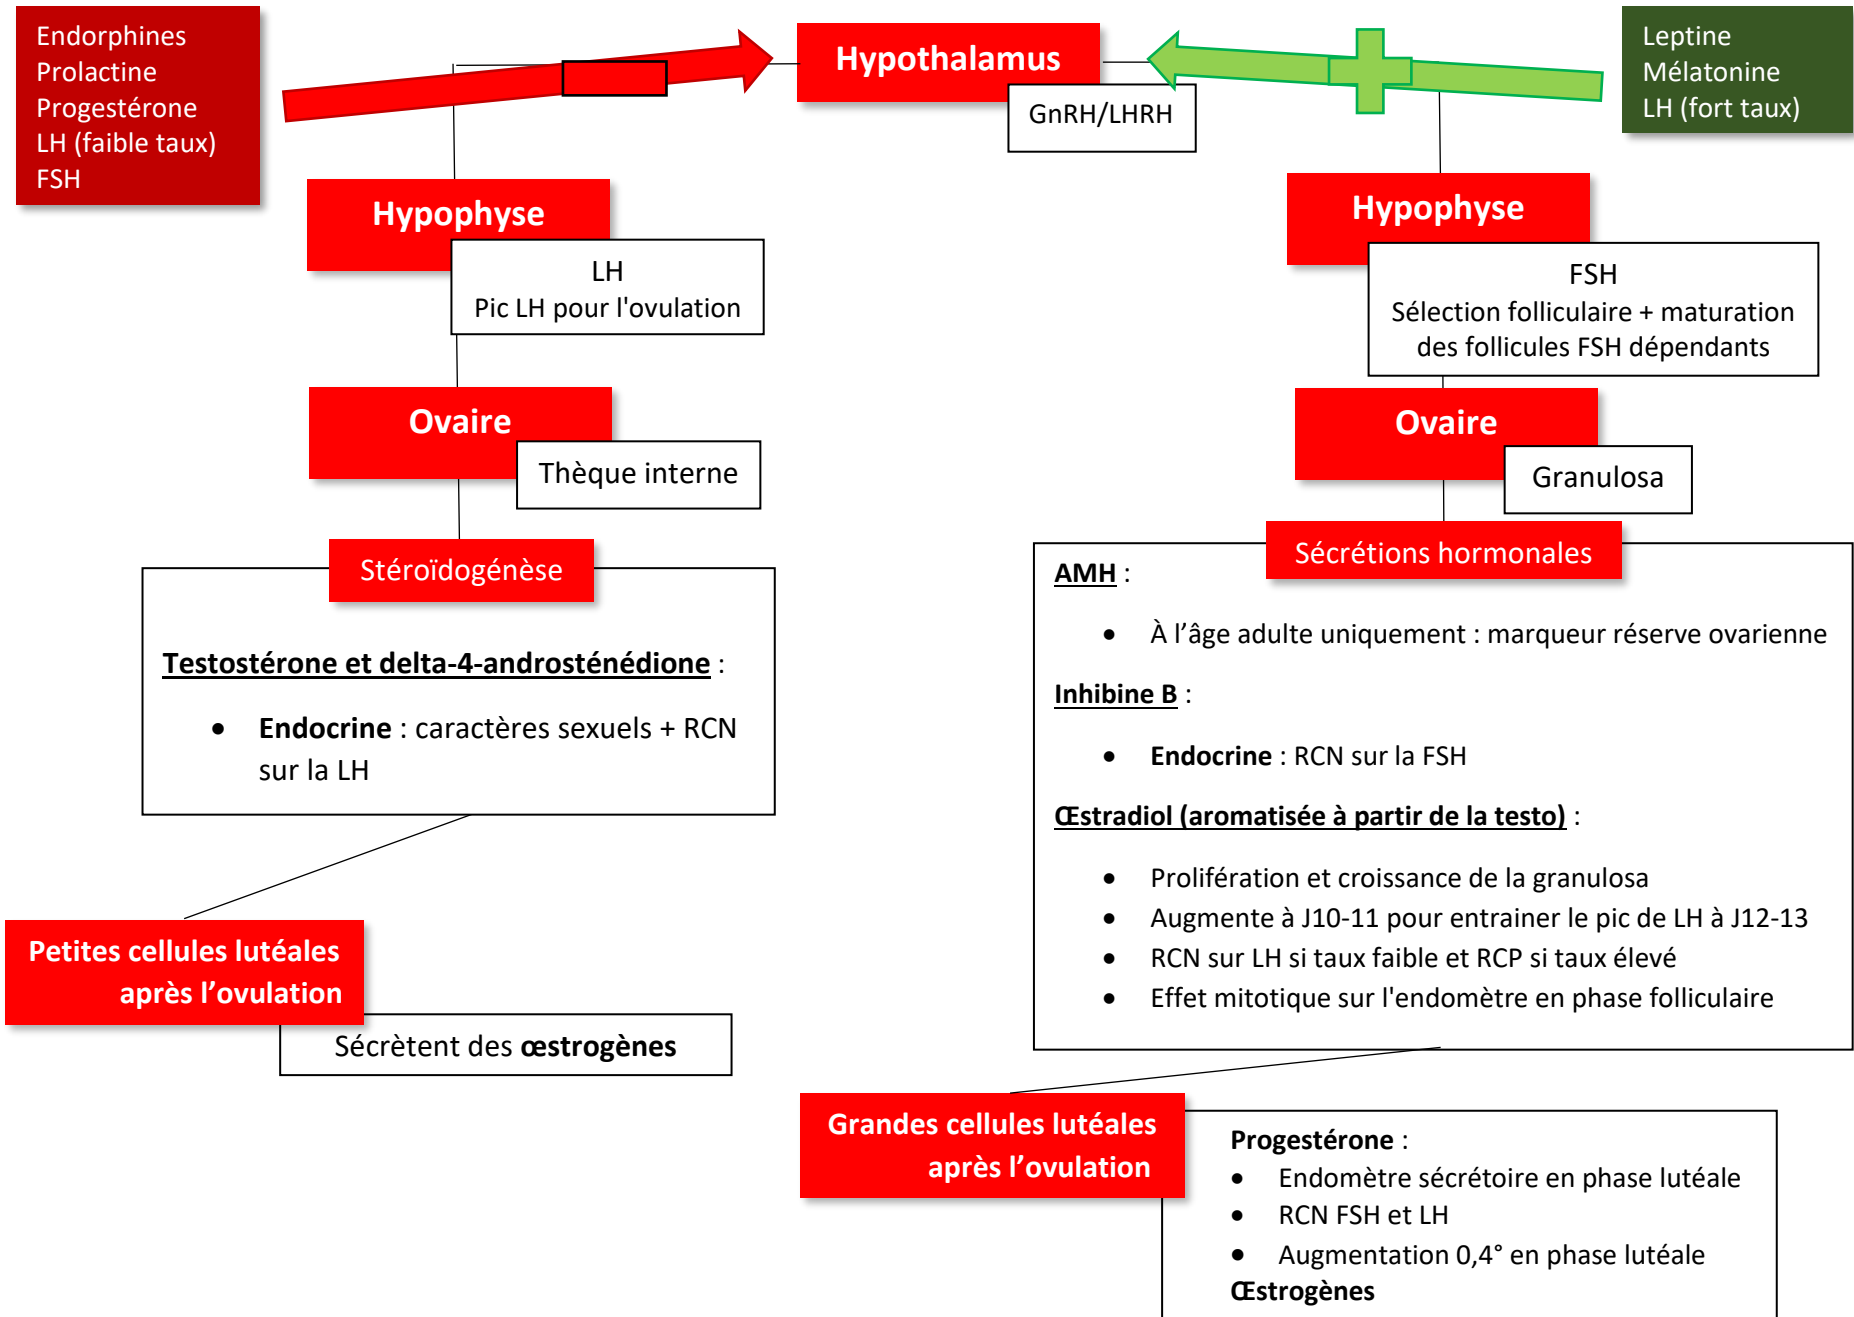 Endorphines
Prolactine
Progestérone
LH (faible taux)
FSH
Hypothalamus
GnRH/LHRH
Leptine
Mélatonine
LH (fort taux)
Hypophyse
LH
Pic LH pour l'ovulation
Ovaire
Thèque interne
Stéroïdogénèse
Testostérone et delta-4-androsténédione :
• Endocrine : caractères sexuels + RCN
sur la LH
Petites cellules lutéales
après l’ovulation
Sécrètent des œstrogènes
Hypophyse
FSH
Sélection folliculaire + maturation
des follicules FSH dépendants
Ovaire
Granulosa
Sécrétions hormonales
AMH :
• À l’âge adulte uniquement : marqueur réserve ovarienne
Inhibine B :
• Endocrine : RCN sur la FSH
Œstradiol (aromatisée à partir de la testo) :
• Prolifération et croissance de la granulosa
• Augmente à J10-11 pour entrainer le pic de LH à J12-13
• RCN sur LH si taux faible et RCP si taux élevé
• Effet mitotique sur l'endomètre en phase folliculaire
Grandes cellules lutéales
après l’ovulation
Progestérone :
• Endomètre sécrétoire en phase lutéale
• RCN FSH et LH
• Augmentation 0,4° en phase lutéale
Œstrogènes